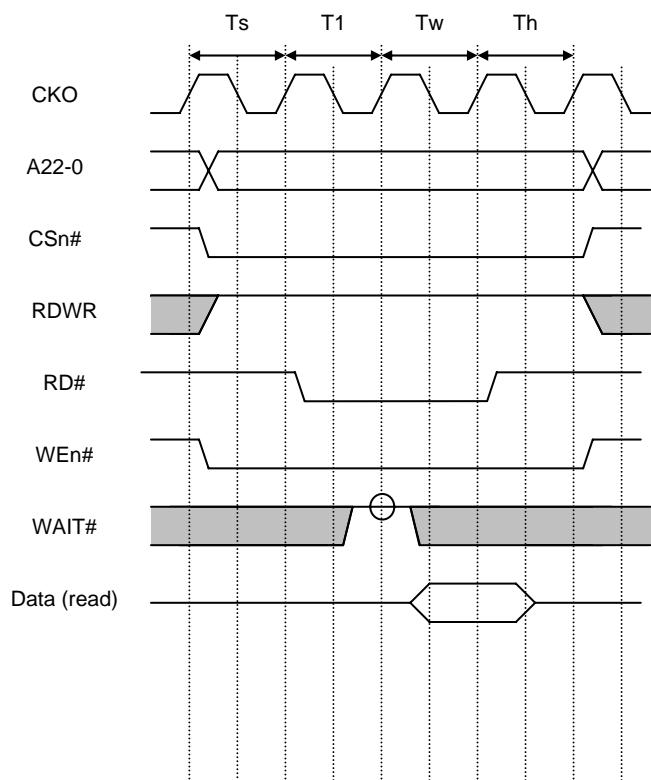 Ts T1 Tw Th
CKO
A22-0
CSn#
RDWR
RD#
WEn#
WAIT#
Data (read)